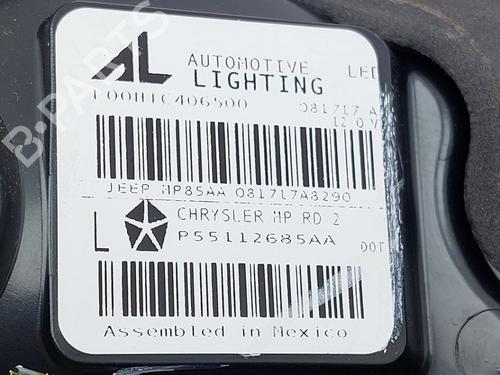 AL AUTOMOTIVE LIGHTING LED
F00HTC406500 081717 A
12.0 V
JEEP MP85AA 081717A8290
L CHRYSLER MP RD 2
P55112685AA DOT
Assembled in Mexico
B-PARTS